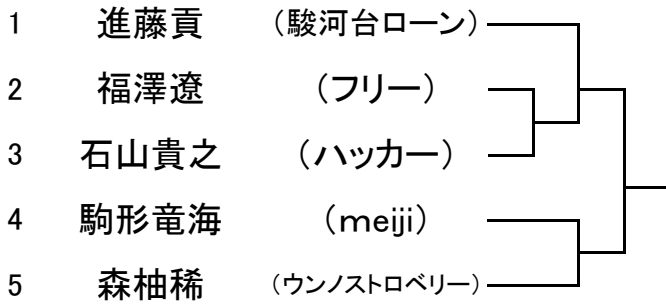 1 進藤貢 （駿河台ローン）
2 福澤遼 （フリー）
3 石山貴之 （ハッカー）
4 駒形竜海 （meiji）
5 森柚稀 （ウンノストロベリー）